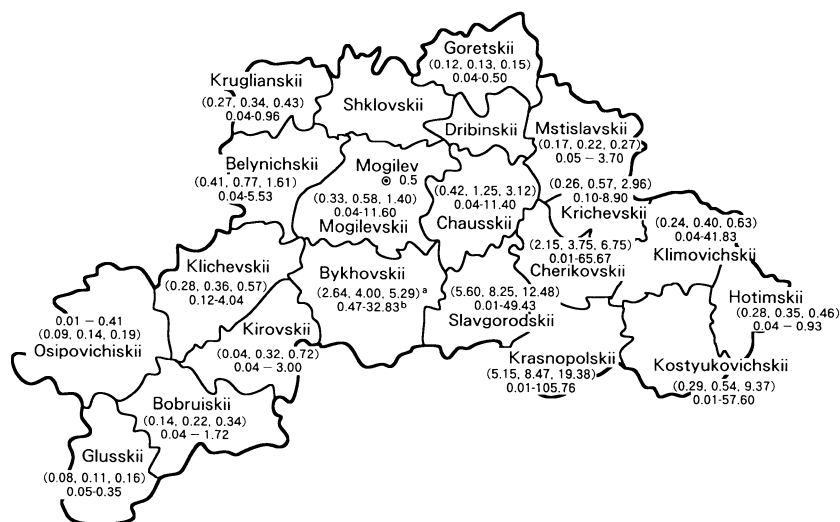 Goretskii
(0.12, 0.13, 0.15)
0.04-0.50
Kruglianskii
(0.27, 0.34, 0.43)
0.04-0.96
Shklovskii
Dribinskii
Mstislavskii
(0.17, 0.22, 0.27)
0.05 – 3.70
Belynichskii
(0.41, 0.77, 1.61)
0.04-5.53
Mogilev
0.5
(0.33, 0.58, 1.40)
0.04-11.60
Mogilevskii
(0.42, 1.25, 3.12)
0.04-11.40
Chausskii
(0.26, 0.57, 2.96)
0.10-8.90
Krichevskii
(0.24, 0.40, 0.63)
0.04-41.83
Klimovichskii
(2.15, 3.75, 6.75)
0.01-65.67
Cherikovskii
Klichevskii
(0.28, 0.36, 0.57)
0.12-4.04
Bykhovskii
(2.64, 4.00, 5.29)ᵃ
0.47-32.83ᵇ
(5.60, 8.25, 12.48)
0.01-49.43
Slavgorodskii
Hotimskii
(0.28, 0.35, 0.46)
0.04 – 0.93
0.01 – 0.41
(0.09, 0.14, 0.19)
Osipovichiskii
Kirovskii
(0.04, 0.32, 0.72)
0.04 – 3.00
Krasnopolskii
(5.15, 8.47, 19.38)
0.01-105.76
Kostyukovichskii
(0.29, 0.54, 9.37)
0.01-57.60
Bobruiskii
(0.14, 0.22, 0.34)
0.04 – 1.72
Glusskii
(0.08, 0.11, 0.16)
0.05-0.35